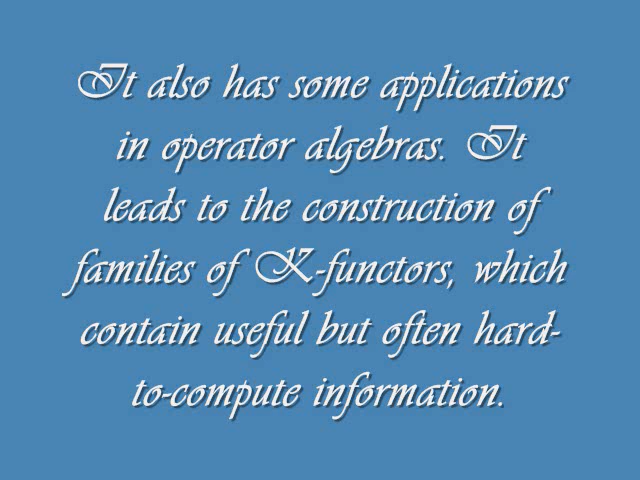 It also has some applications
in operator algebras. It
leads to the construction of
families of K-functors, which
contain useful but often hard-
to-compute information.